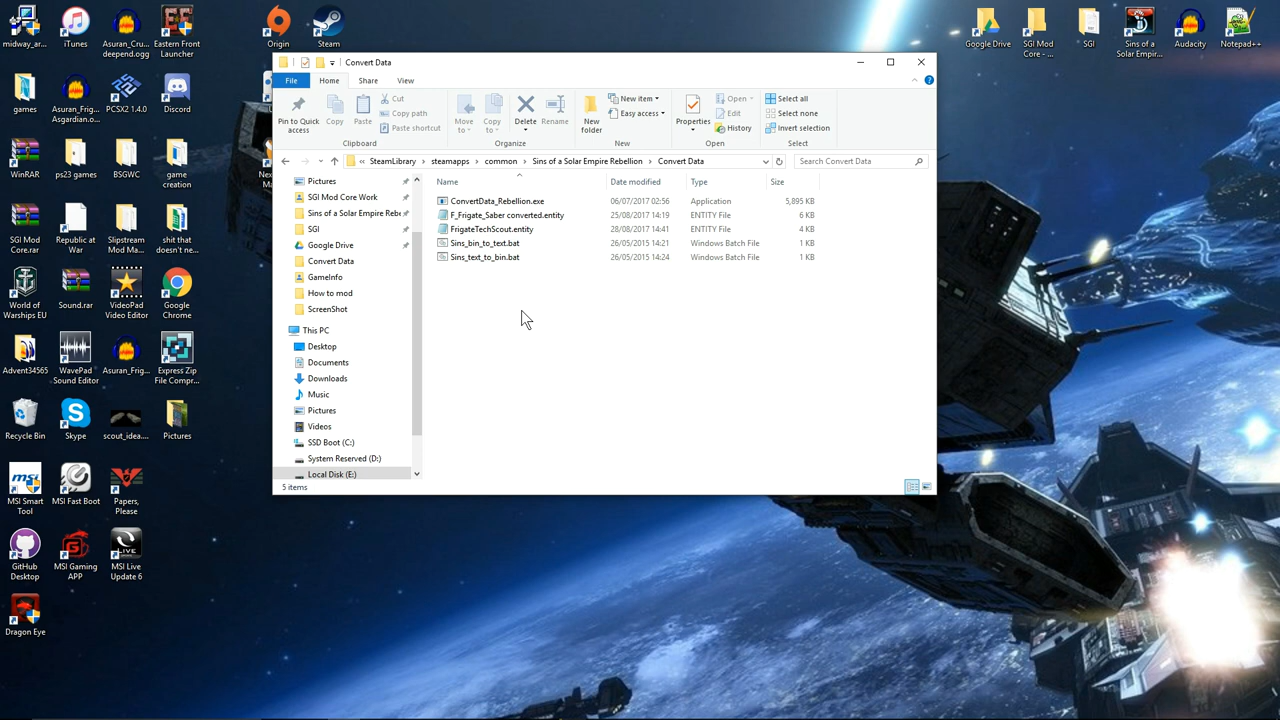 midway_ar...
iTunes
Asuran_Cru...
deepend.ogg
Eastern Front
Launcher
Origin
Steam
Google Drive
SGI Mod
Core - ...
SGI
Sins of a
Solar Empir...
Audacity
Notepad++
games
Asuran_Frig...
Asgardian.o...
PCSX2 1.4.0
Discord
WinRAR
ps23 games
BSGWC
game
creation
Nex
Ma
SGI Mod
Core.rar
Republic at
War
Slipstream
Mod Ma...
shit that
doesn't ne...
World of
Warships EU
Sound.rar
VideoPad
Video Editor
Google
Chrome
Advent34565
WavePad
Sound Editor
Asuran_Frig...
Express Zip
File Compr...
Recycle Bin
Skype
scout_idea....
Pictures
MSI Smart
Tool
MSI Fast Boot
Papers,
Please
GitHub
Desktop
MSI Gaming
APP
MSI Live
Update 6
Dragon Eye
Convert Data
File
Home
Share
View
Pin to Quick
access
Copy
Paste
Cut
Copy path
Paste shortcut
Clipboard
Move
to
Copy
to
Delete
Rename
Organize
New
folder
New item
Easy access
New
Properties
Open
Edit
History
Open
Select all
Select none
Invert selection
Select
« SteamLibrary > steamapps > common > Sins of a Solar Empire Rebellion > Convert Data
Search Convert Data
Pictures
SGI Mod Core Work
Sins of a Solar Empire Rebe
SGI
Google Drive
Convert Data
GameInfo
How to mod
ScreenShot
This PC
Desktop
Documents
Downloads
Music
Pictures
Videos
SSD Boot (C:)
System Reserved (D:)
Local Disk (E:)
Name Date modified Type Size
ConvertData_Rebellion.exe 06/07/2017 02:56 Application 5,895 KB
F_Frigate_Saber converted.entity 25/08/2017 14:19 ENTITY File 6 KB
FrigateTechScout.entity 28/08/2017 14:41 ENTITY File 4 KB
Sins_bin_to_text.bat 26/05/2015 14:21 Windows Batch File 1 KB
Sins_text_to_bin.bat 26/05/2015 14:24 Windows Batch File 1 KB
5 items